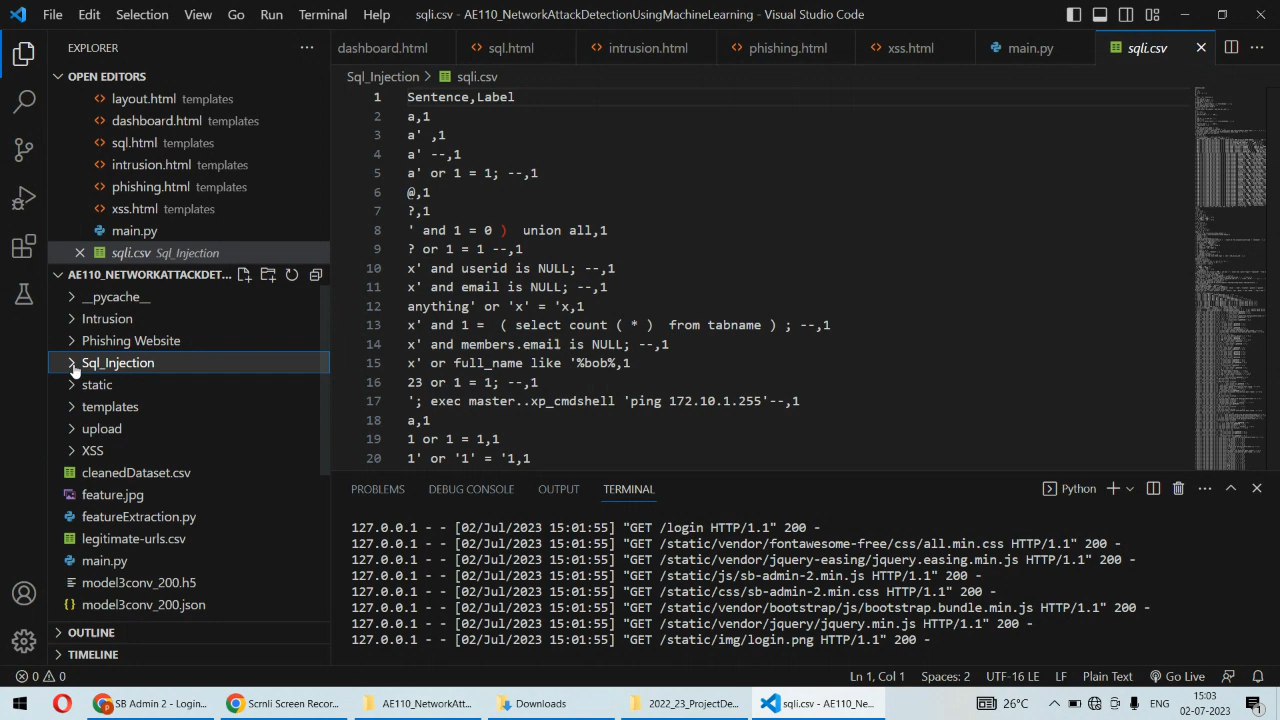 File Edit Selection View Go Run Terminal Help sqli.csv - AE110_NetworkAttackDetectionUsingMachineLearning - Visual Studio Code
EXPLORER
OPEN EDITORS
layout.html templates
dashboard.html templates
sql.html templates
intrusion.html templates
phishing.html templates
xss.html templates
main.py
sqli.csv Sql_Injection
AE110_NETWORKATTACKDET...
__pycache__
Intrusion
Phishing Website
Sql_Injection
static
templates
upload
XSS
cleanedDataset.csv
feature.jpg
featureExtraction.py
legitimate-urls.csv
main.py
model3conv_200.h5
model3conv_200.json
OUTLINE
TIMELINE
dashboard.html sql.html intrusion.html phishing.html xss.html main.py sqli.csv
Sql_Injection > sqli.csv
1 Sentence,Label
2 a,1
3 a' ,1
4 a' --,1
5 a' or 1 = 1; --,1
6 @,1
7 ?,1
8 ' and 1 = 0 ) union all,1
9 ? or 1 = 1 --,1
10 x' and userid is NULL; --,1
11 x' and email is NULL; --,1
12 anything' or 'x' = 'x,1
13 x' and 1 = ( select count ( * ) from tabname ) ; --,1
14 x' and members.email is NULL; --,1
15 x' or full_name like '%bob%,1
16 23 or 1 = 1; --,1
17 '; exec master..xp_cmdshell 'ping 172.10.1.255'--,1
18 a,1
19 1 or 1 = 1,1
20 1' or '1' = '1,1
PROBLEMS DEBUG CONSOLE OUTPUT TERMINAL Python
127.0.0.1 - - [02/Jul/2023 15:01:55] "GET /login HTTP/1.1" 200 -
127.0.0.1 - - [02/Jul/2023 15:01:55] "GET /static/vendor/fontawesome-free/css/all.min.css HTTP/1.1" 200 -
127.0.0.1 - - [02/Jul/2023 15:01:55] "GET /static/vendor/jquery-easing/jquery.easing.min.js HTTP/1.1" 200 -
127.0.0.1 - - [02/Jul/2023 15:01:55] "GET /static/js/sb-admin-2.min.js HTTP/1.1" 200 -
127.0.0.1 - - [02/Jul/2023 15:01:55] "GET /static/css/sb-admin-2.min.css HTTP/1.1" 200 -
127.0.0.1 - - [02/Jul/2023 15:01:55] "GET /static/vendor/bootstrap/js/bootstrap.bundle.min.js HTTP/1.1" 200 -
127.0.0.1 - - [02/Jul/2023 15:01:55] "GET /static/vendor/jquery/jquery.min.js HTTP/1.1" 200 -
127.0.0.1 - - [02/Jul/2023 15:01:55] "GET /static/img/login.png HTTP/1.1" 200 -
0 0 Ln 1, Col 1 Spaces: 2 UTF-16 LE LF Plain Text Go Live
SB Admin 2 - Login... Scrnli Screen Recor... AE110_NetworkAtt... Downloads 2022_23_ProjectDe... sqli.csv - AE110_Ne... 26°C ENG 15:03
02-07-2023